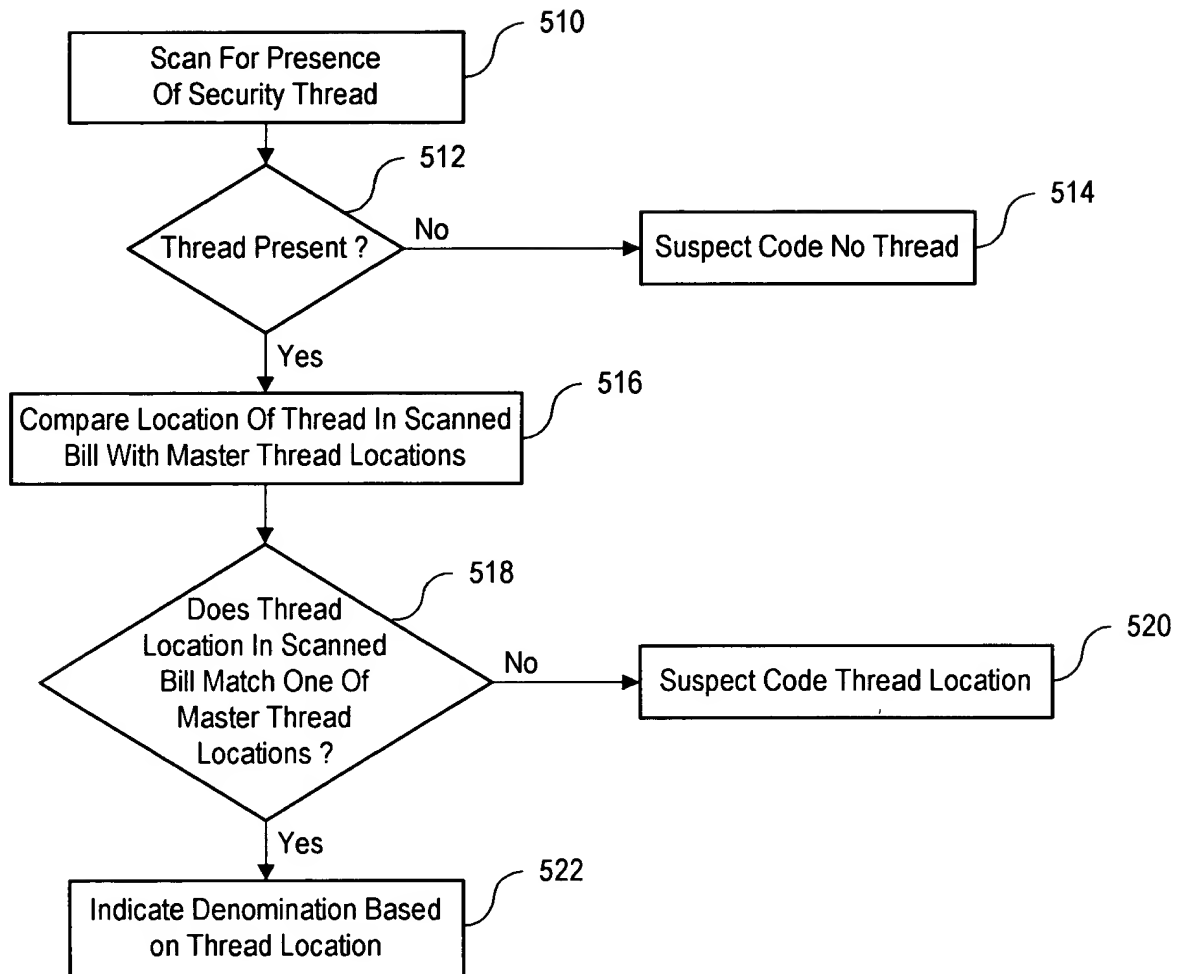 510
Scan For Presence
Of Security Thread
512
Thread Present ?
No
514
Suspect Code No Thread
Yes
516
Compare Location Of Thread In Scanned
Bill With Master Thread Locations
518
Does Thread
Location In Scanned
Bill Match One Of
Master Thread
Locations ?
No
520
Suspect Code Thread Location
Yes
522
Indicate Denomination Based
on Thread Location